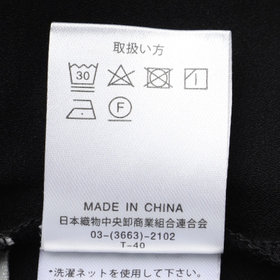 取扱い方
30
F
MADE IN CHINA
日本織物中央卸商業組合連合会
03-(3663)-2102
T-40
*洗濯ネットを使用して下さい。